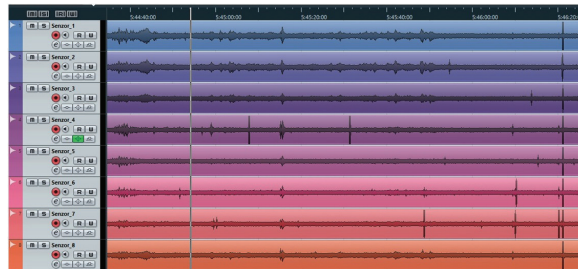 5:44:40:00 5:45:00:00 5:45:20:00 5:45:40:00 5:46:00:00 5:46:20
M S Senzor_1
R W
e
M S Senzor_2
R W
e
M S Senzor_3
R W
e
M S Senzor_4
R W
e
M S Senzor_5
R W
e
M S Senzor_6
R W
e
M S Senzor_7
R W
e
M S Senzor_8
R W
e